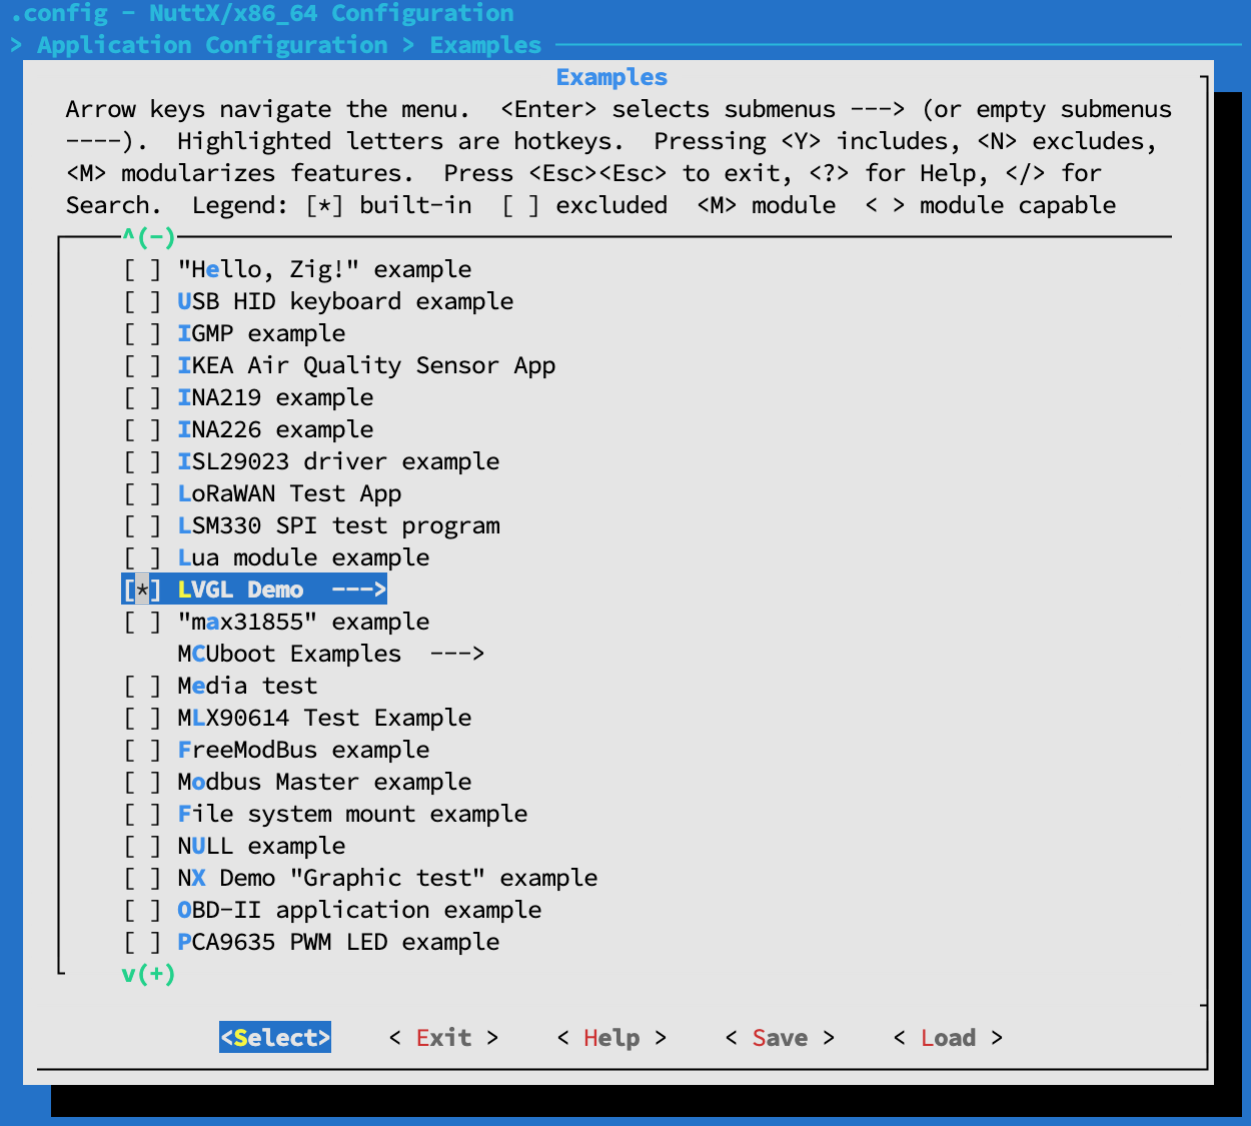 .config - NuttX/x86_64 Configuration
> Application Configuration > Examples
Examples
Arrow keys navigate the menu.  <Enter> selects submenus ---> (or empty submenus
----).  Highlighted letters are hotkeys.  Pressing <Y> includes, <N> excludes,
<M> modularizes features.  Press <Esc><Esc> to exit, <?> for Help, </> for
Search.  Legend: [*] built-in  [ ] excluded  <M> module  < > module capable
^(-)
[ ] "Hello, Zig!" example
[ ] USB HID keyboard example
[ ] IGMP example
[ ] IKEA Air Quality Sensor App
[ ] INA219 example
[ ] INA226 example
[ ] ISL29023 driver example
[ ] LoRaWAN Test App
[ ] LSM330 SPI test program
[ ] Lua module example
[*] LVGL Demo  --->
[ ] "max31855" example
MCUboot Examples  --->
[ ] Media test
[ ] MLX90614 Test Example
[ ] FreeModBus example
[ ] Modbus Master example
[ ] File system mount example
[ ] NULL example
[ ] NX Demo "Graphic test" example
[ ] OBD-II application example
[ ] PCA9635 PWM LED example
v(+)
<Select>    < Exit >    < Help >    < Save >    < Load >